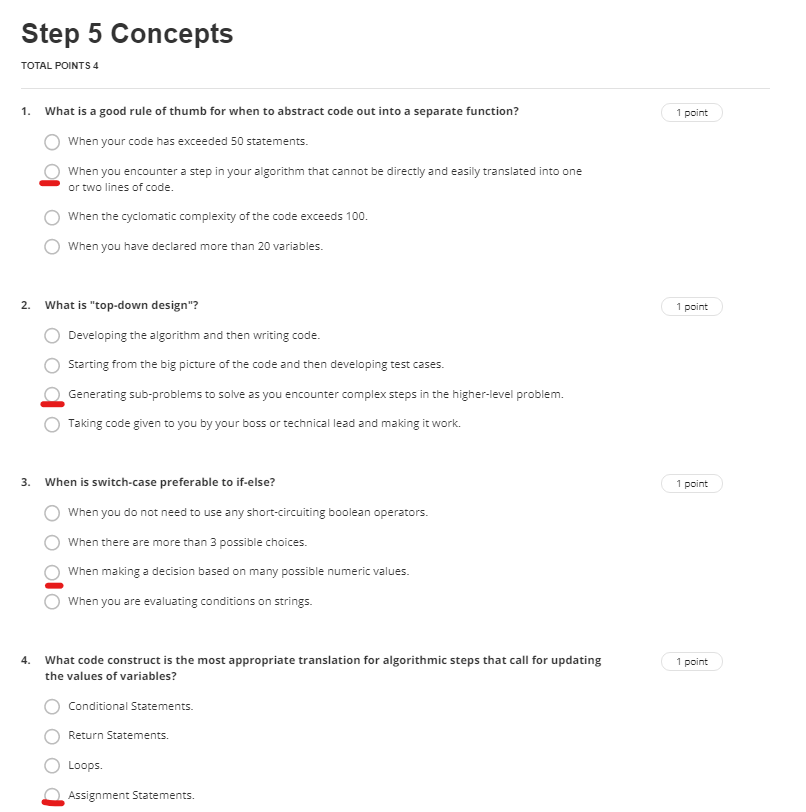 Step 5 Concepts
TOTAL POINTS 4
1. What is a good rule of thumb for when to abstract code out into a separate function? 1 point
When your code has exceeded 50 statements.
When you encounter a step in your algorithm that cannot be directly and easily translated into one
or two lines of code.
When the cyclomatic complexity of the code exceeds 100.
When you have declared more than 20 variables.
2. What is "top-down design"? 1 point
Developing the algorithm and then writing code.
Starting from the big picture of the code and then developing test cases.
Generating sub-problems to solve as you encounter complex steps in the higher-level problem.
Taking code given to you by your boss or technical lead and making it work.
3. When is switch-case preferable to if-else? 1 point
When you do not need to use any short-circuiting boolean operators.
When there are more than 3 possible choices.
When making a decision based on many possible numeric values.
When you are evaluating conditions on strings.
4. What code construct is the most appropriate translation for algorithmic steps that call for updating 1 point
the values of variables?
Conditional Statements.
Return Statements.
Loops.
Assignment Statements.